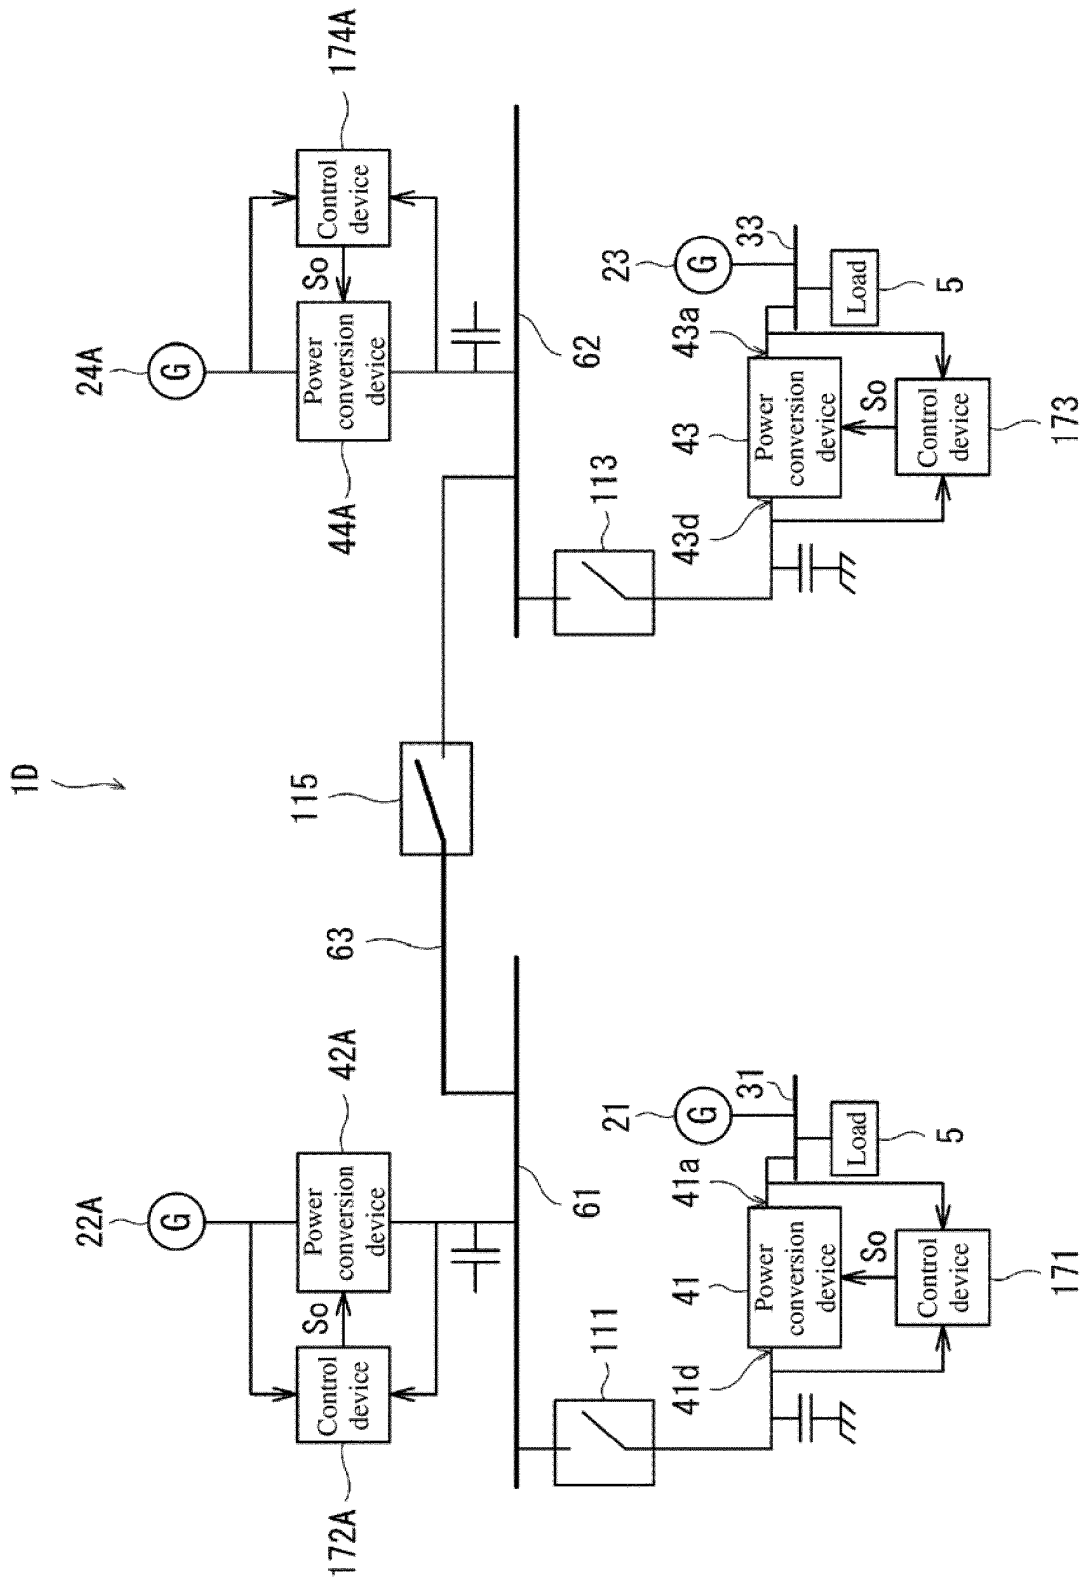 1D
24A
G
44A
Power
conversion
device
So
Control
device
174A
22A
G
42A
Power
conversion
device
So
Control
device
172A
115
63
62
61
113
43d
43
43a
Power
conversion
device
So
Control
device
173
23
G
33
Load
5
111
41d
41
41a
Power
conversion
device
So
Control
device
171
21
G
31
Load
5